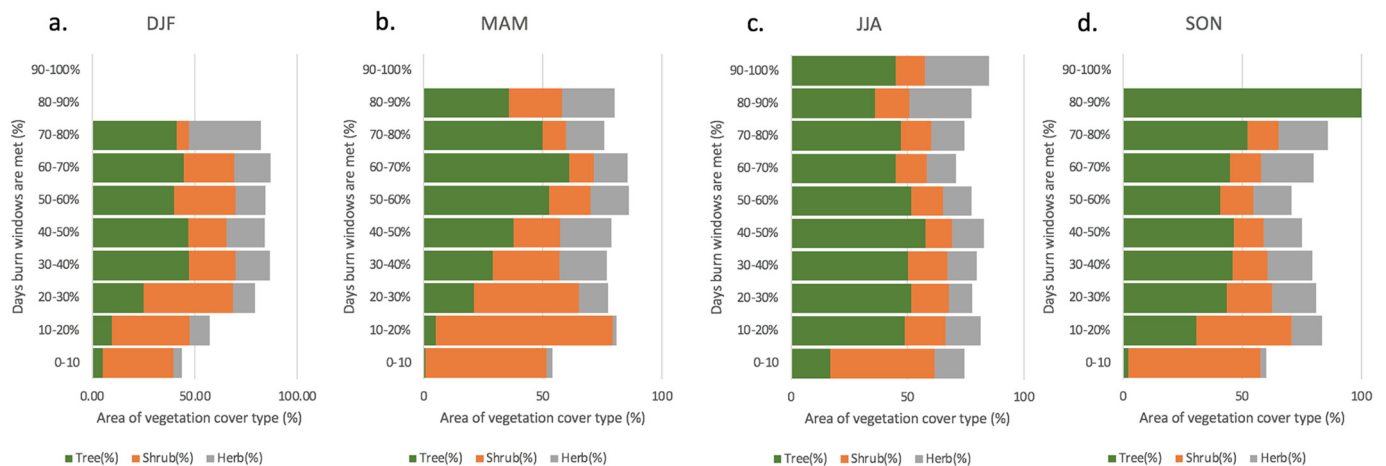 a. DJF
Days burn windows are met (%)
90-100%
80-90%
70-80%
60-70%
50-60%
40-50%
30-40%
20-30%
10-20%
0-10
0.00 50.00 100.00
Area of vegetation cover type (%)
Tree(%) Shrub(%) Herb(%)
b. MAM
Days burn windows are met (%)
90-100%
80-90%
70-80%
60-70%
50-60%
40-50%
30-40%
20-30%
10-20%
0-10
0 50 100
Area of vegetation cover type (%)
Tree(%) Shrub(%) Herb(%)
c. JJA
Days burn windows are met (%)
90-100%
80-90%
70-80%
60-70%
50-60%
40-50%
30-40%
20-30%
10-20%
0-10
0 50 100
Area of vegetation cover type (%)
Tree(%) Shrub(%) Herb(%)
d. SON
Days burn windows are met (%)
90-100%
80-90%
70-80%
60-70%
50-60%
40-50%
30-40%
20-30%
10-20%
0-10
0 50 100
Area of vegetation cover type (%)
Tree(%) Shrub(%) Herb(%)